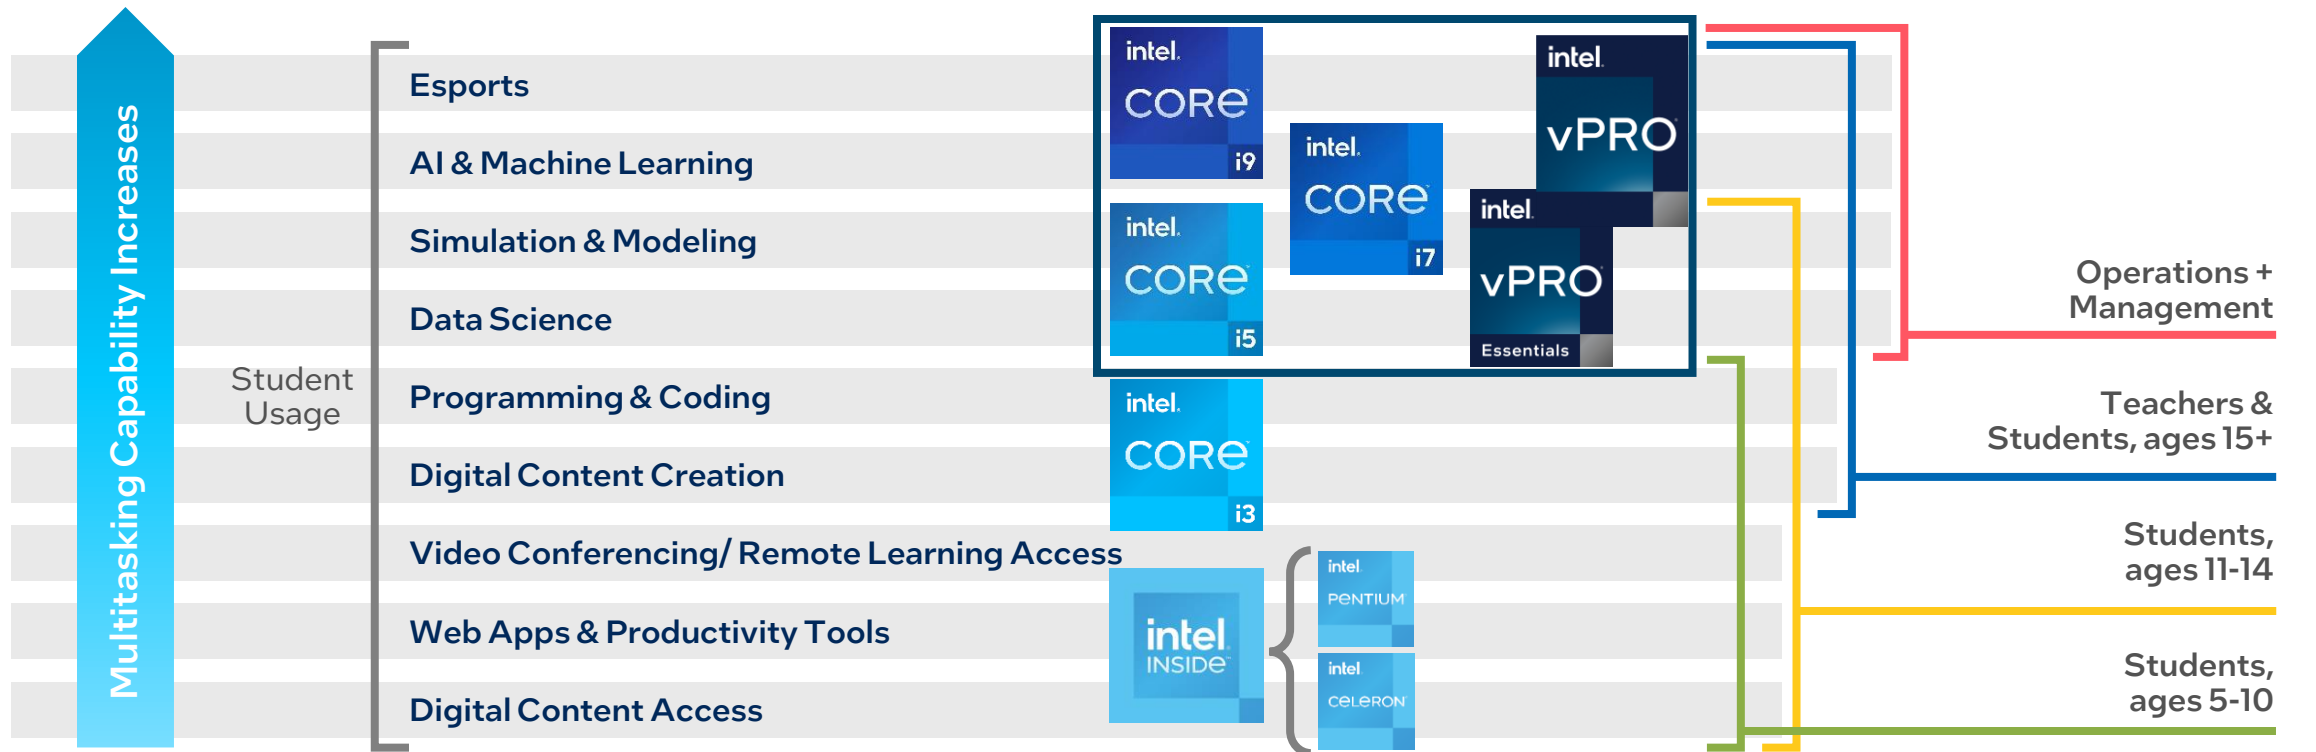 Multitasking Capability Increases
Student
Usage
Esports
AI & Machine Learning
Simulation & Modeling
Data Science
Programming & Coding
Digital Content Creation
Video Conferencing/ Remote Learning Access
Web Apps & Productivity Tools
Digital Content Access
intel.
CORe
i9
intel.
CORe
i7
intel.
vPRO
intel.
CORe
i5
intel.
vPRO
Essentials
intel.
CORe
i3
intel.
INSIDe™
intel.
PeNTIUM
intel.
CeLeRON
Operations +
Management
Teachers &
Students, ages 15+
Students,
ages 11-14
Students,
ages 5-10